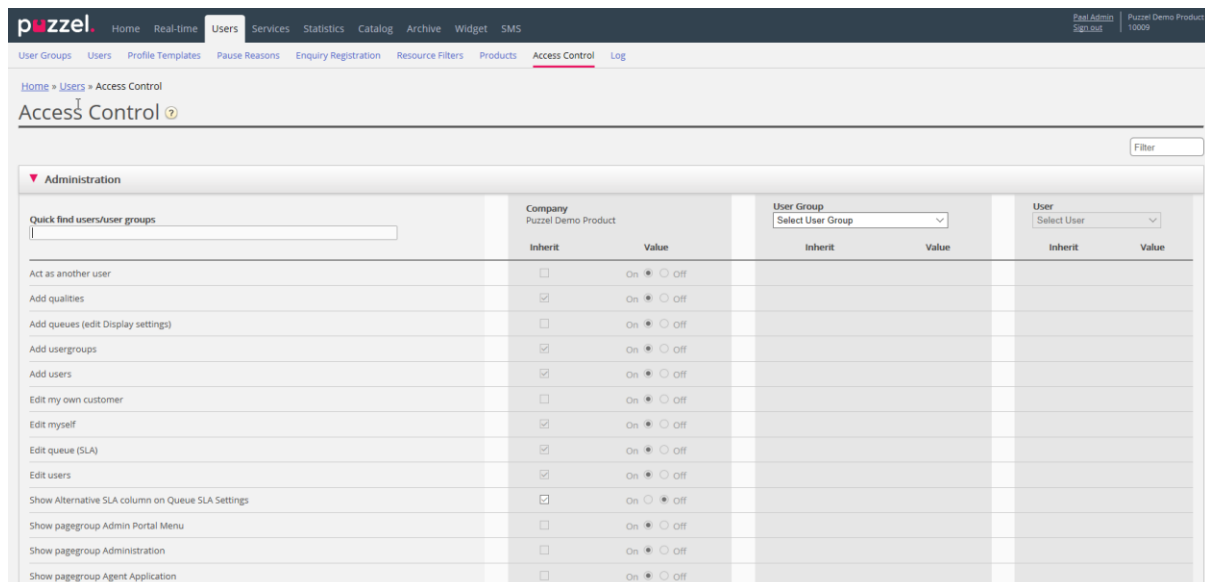 puzzel.
Home Real-time Users Services Statistics Catalog Archive Widget SMS
Paal Admin Puzzel Demo Product
Sign out 10009
User Groups Users Profile Templates Pause Reasons Enquiry Registration Resource Filters Products Access Control Log
Home » Users » Access Control
Access Control ?
Filter
Administration
Company User Group User
Quick find users/user groups Puzzel Demo Product Select User Group Select User
Inherit Value Inherit Value Inherit Value
Act as another user On Off
Add qualities On Off
Add queues (edit Display settings) On Off
Add usergroups On Off
Add users On Off
Edit my own customer On Off
Edit myself On Off
Edit queue (SLA) On Off
Edit users On Off
Show Alternative SLA column on Queue SLA Settings On Off
Show pagegroup Admin Portal Menu On Off
Show pagegroup Administration On Off
Show pagegroup Agent Application On Off